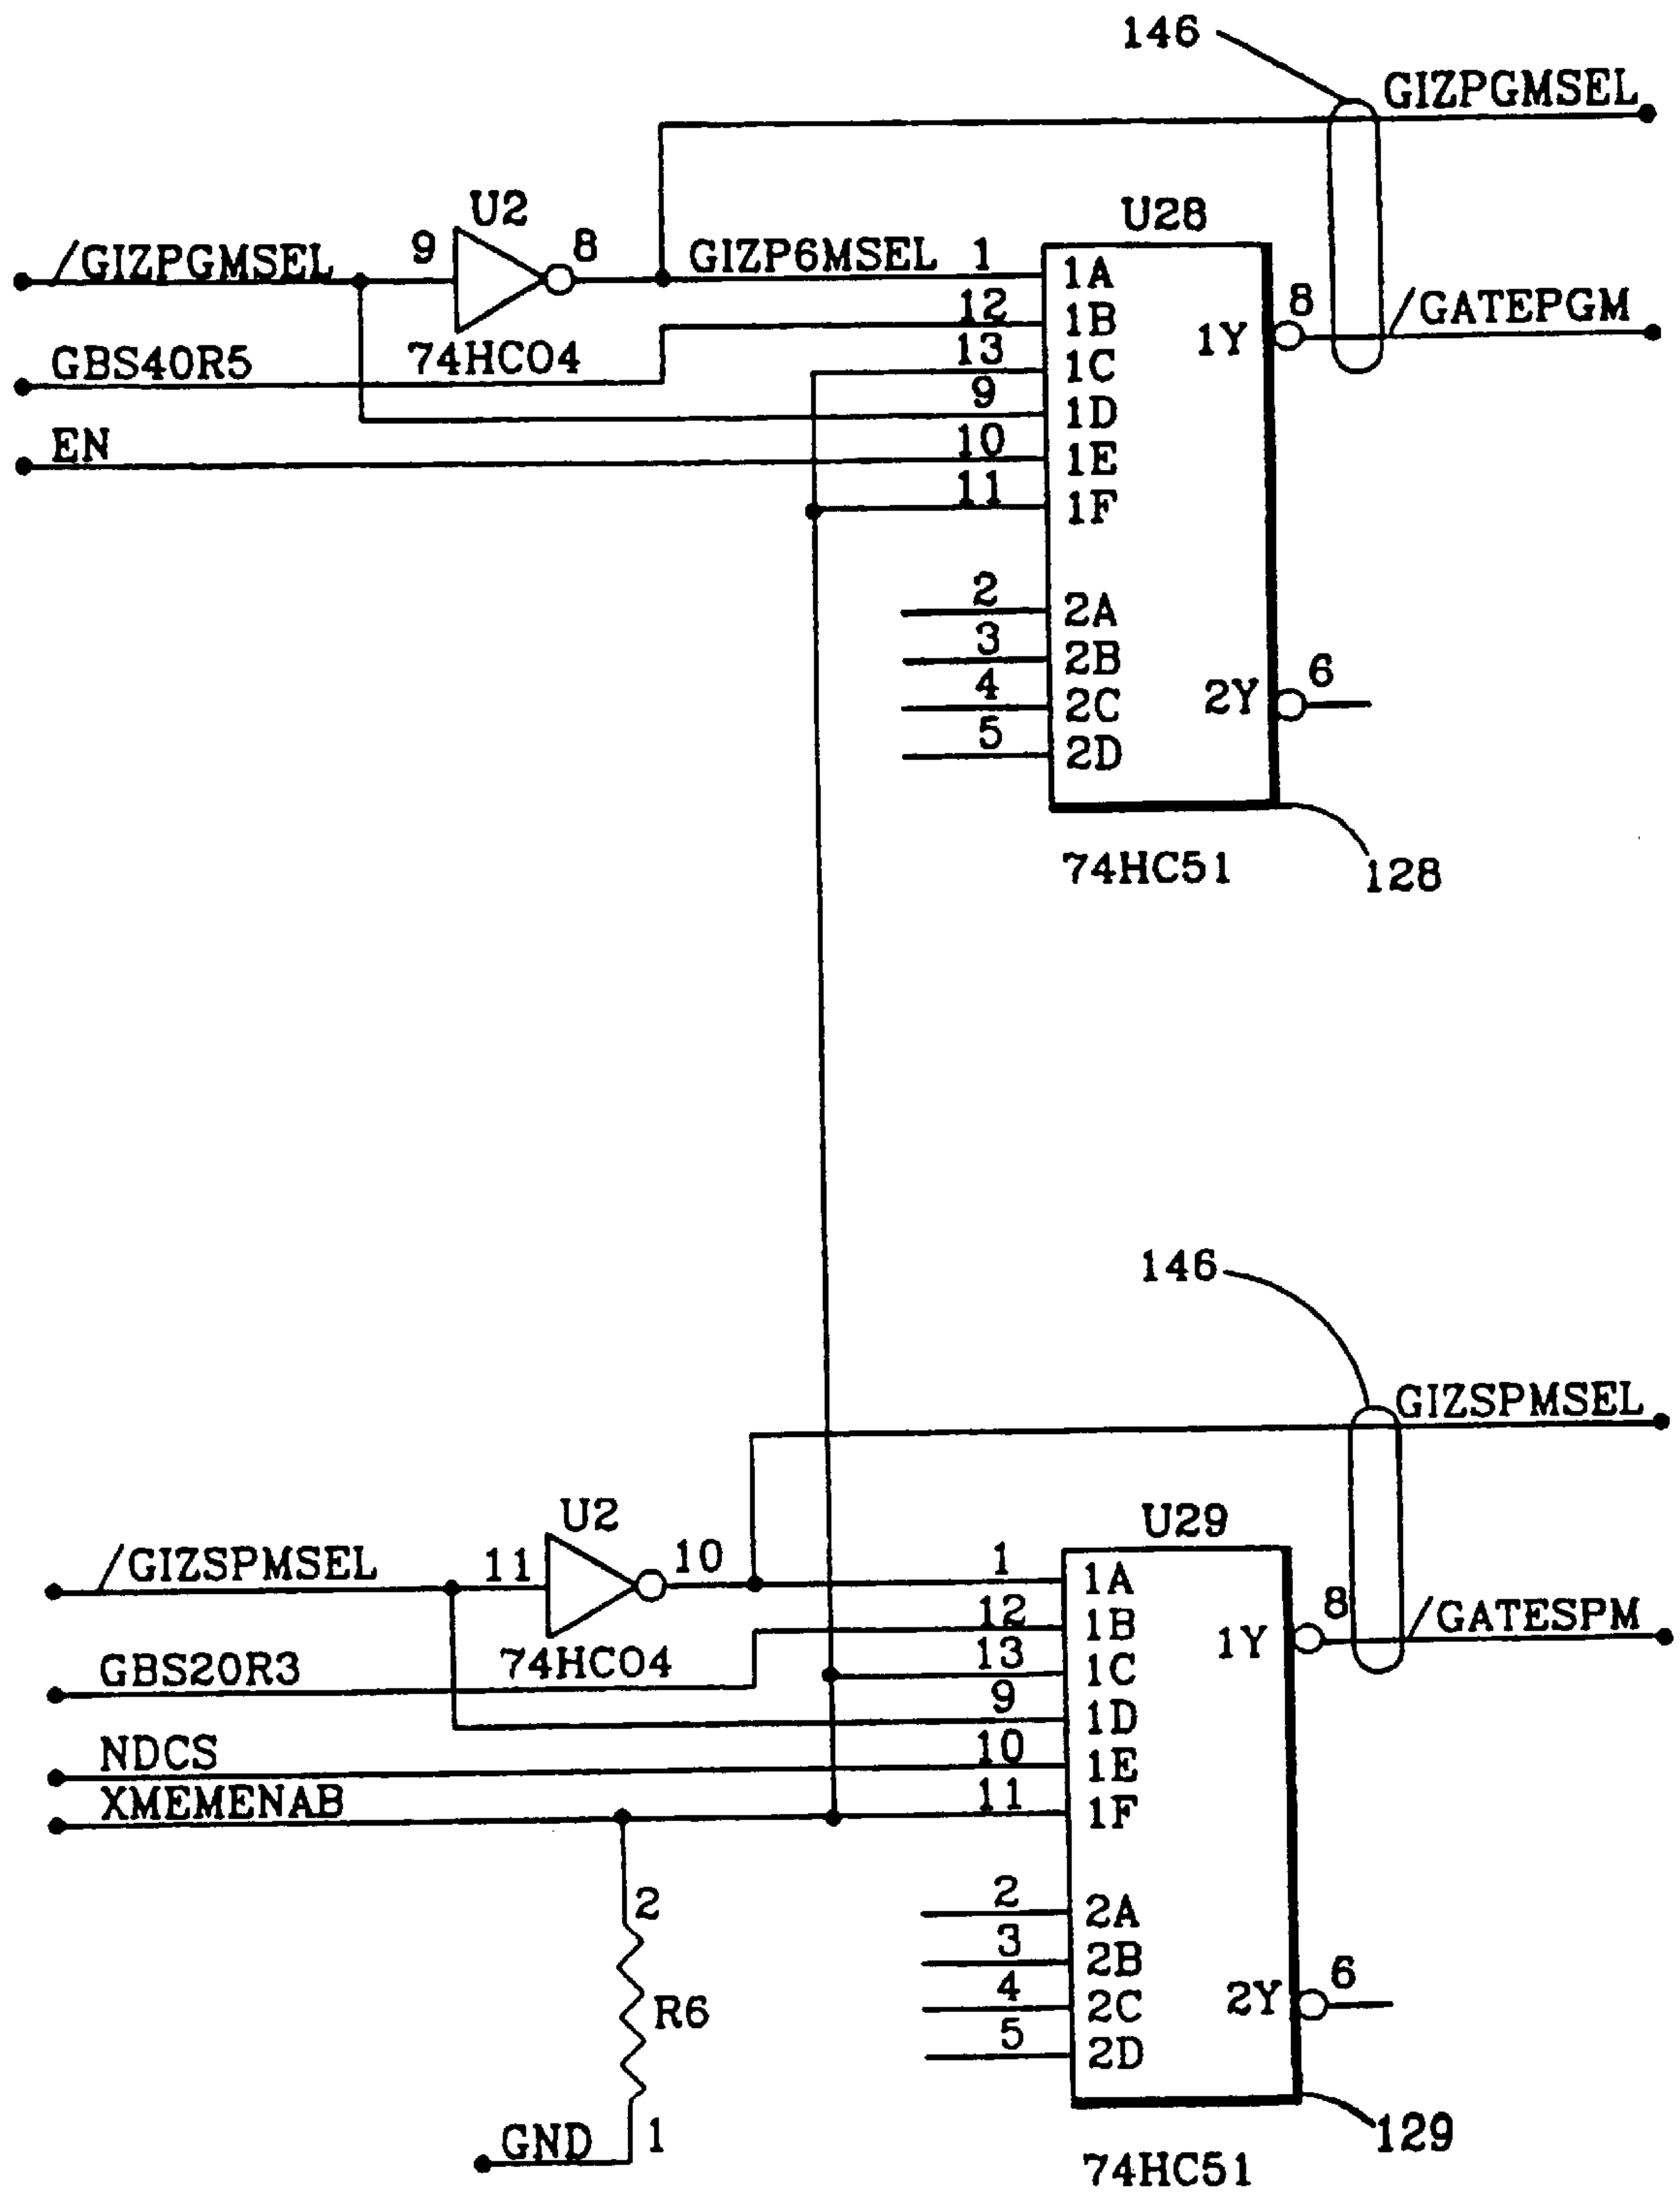 146
GIZPGMSEL
U2
U28
/GIZPGMSEL 9 8 GIZP6MSEL 1 1A
12 1B 1Y 8 /GATEPGM
GBS40R5 74HC04 13 1C
9 1D
EN 10 1E
11 1F
2 2A
3 2B
4 2C 2Y 6
5 2D
74HC51 128
146
GIZSPMSEL
U2 U29
/GIZSPMSEL 11 10 1 1A
12 1B 1Y 8 /GATESPM
GBS20R3 74HC04 13 1C
9 1D
NDCS 10 1E
XMEMENAB 11 1F
2 2 2A
3 2B
R6 4 2C 2Y 6
5 2D
GND 1 129
74HC51